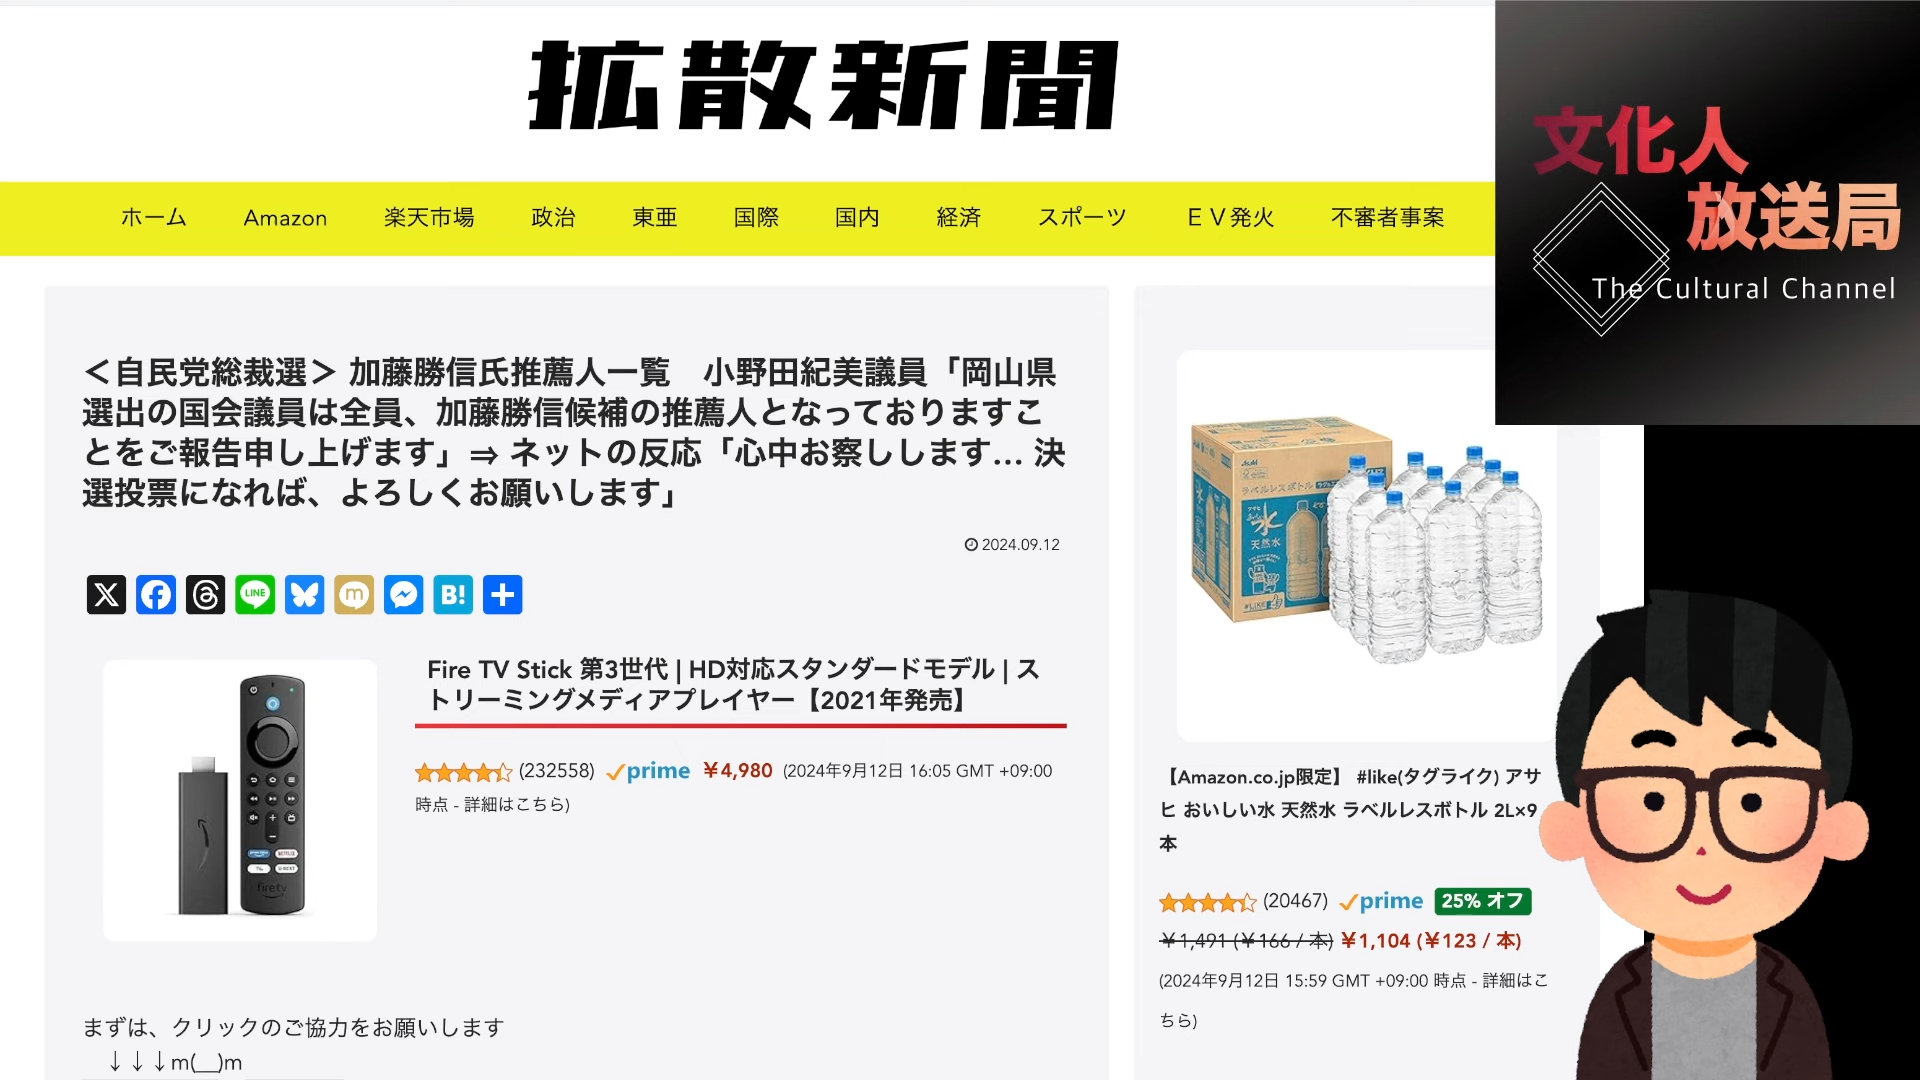 拡散新聞
ホーム Amazon 楽天市場 政治 東亜 国際 国内 経済 スポーツ ＥＶ発火 不審者事案
文化人
放送局
The Cultural Channel
＜自民党総裁選＞ 加藤勝信氏推薦人一覧　小野田紀美議員「岡山県
選出の国会議員は全員、加藤勝信候補の推薦人となっておりますこ
とをご報告申し上げます」⇒ ネットの反応「心中お察しします… 決
選投票になれば、よろしくお願いします」
2024.09.12
LINE
B!
Fire TV Stick 第3世代 | HD対応スタンダードモデル | ス
トリーミングメディアプレイヤー【2021年発売】
(232558) prime ￥4,980 (2024年9月12日 16:05 GMT +09:00
時点 - 詳細はこちら)
まずは、クリックのご協力をお願いします
↓↓↓m(__)m
Asahi
ラベルレスボトル
水
天然水
#LIKE
firetv
【Amazon.co.jp限定】 #like(タグライク) アサ
ヒ おいしい水 天然水 ラベルレスボトル 2L×9
本
(20467) prime 25% オフ
￥1,491 (￥166 / 本) ￥1,104 (￥123 / 本)
(2024年9月12日 15:59 GMT +09:00 時点 - 詳細はこ
ちら)